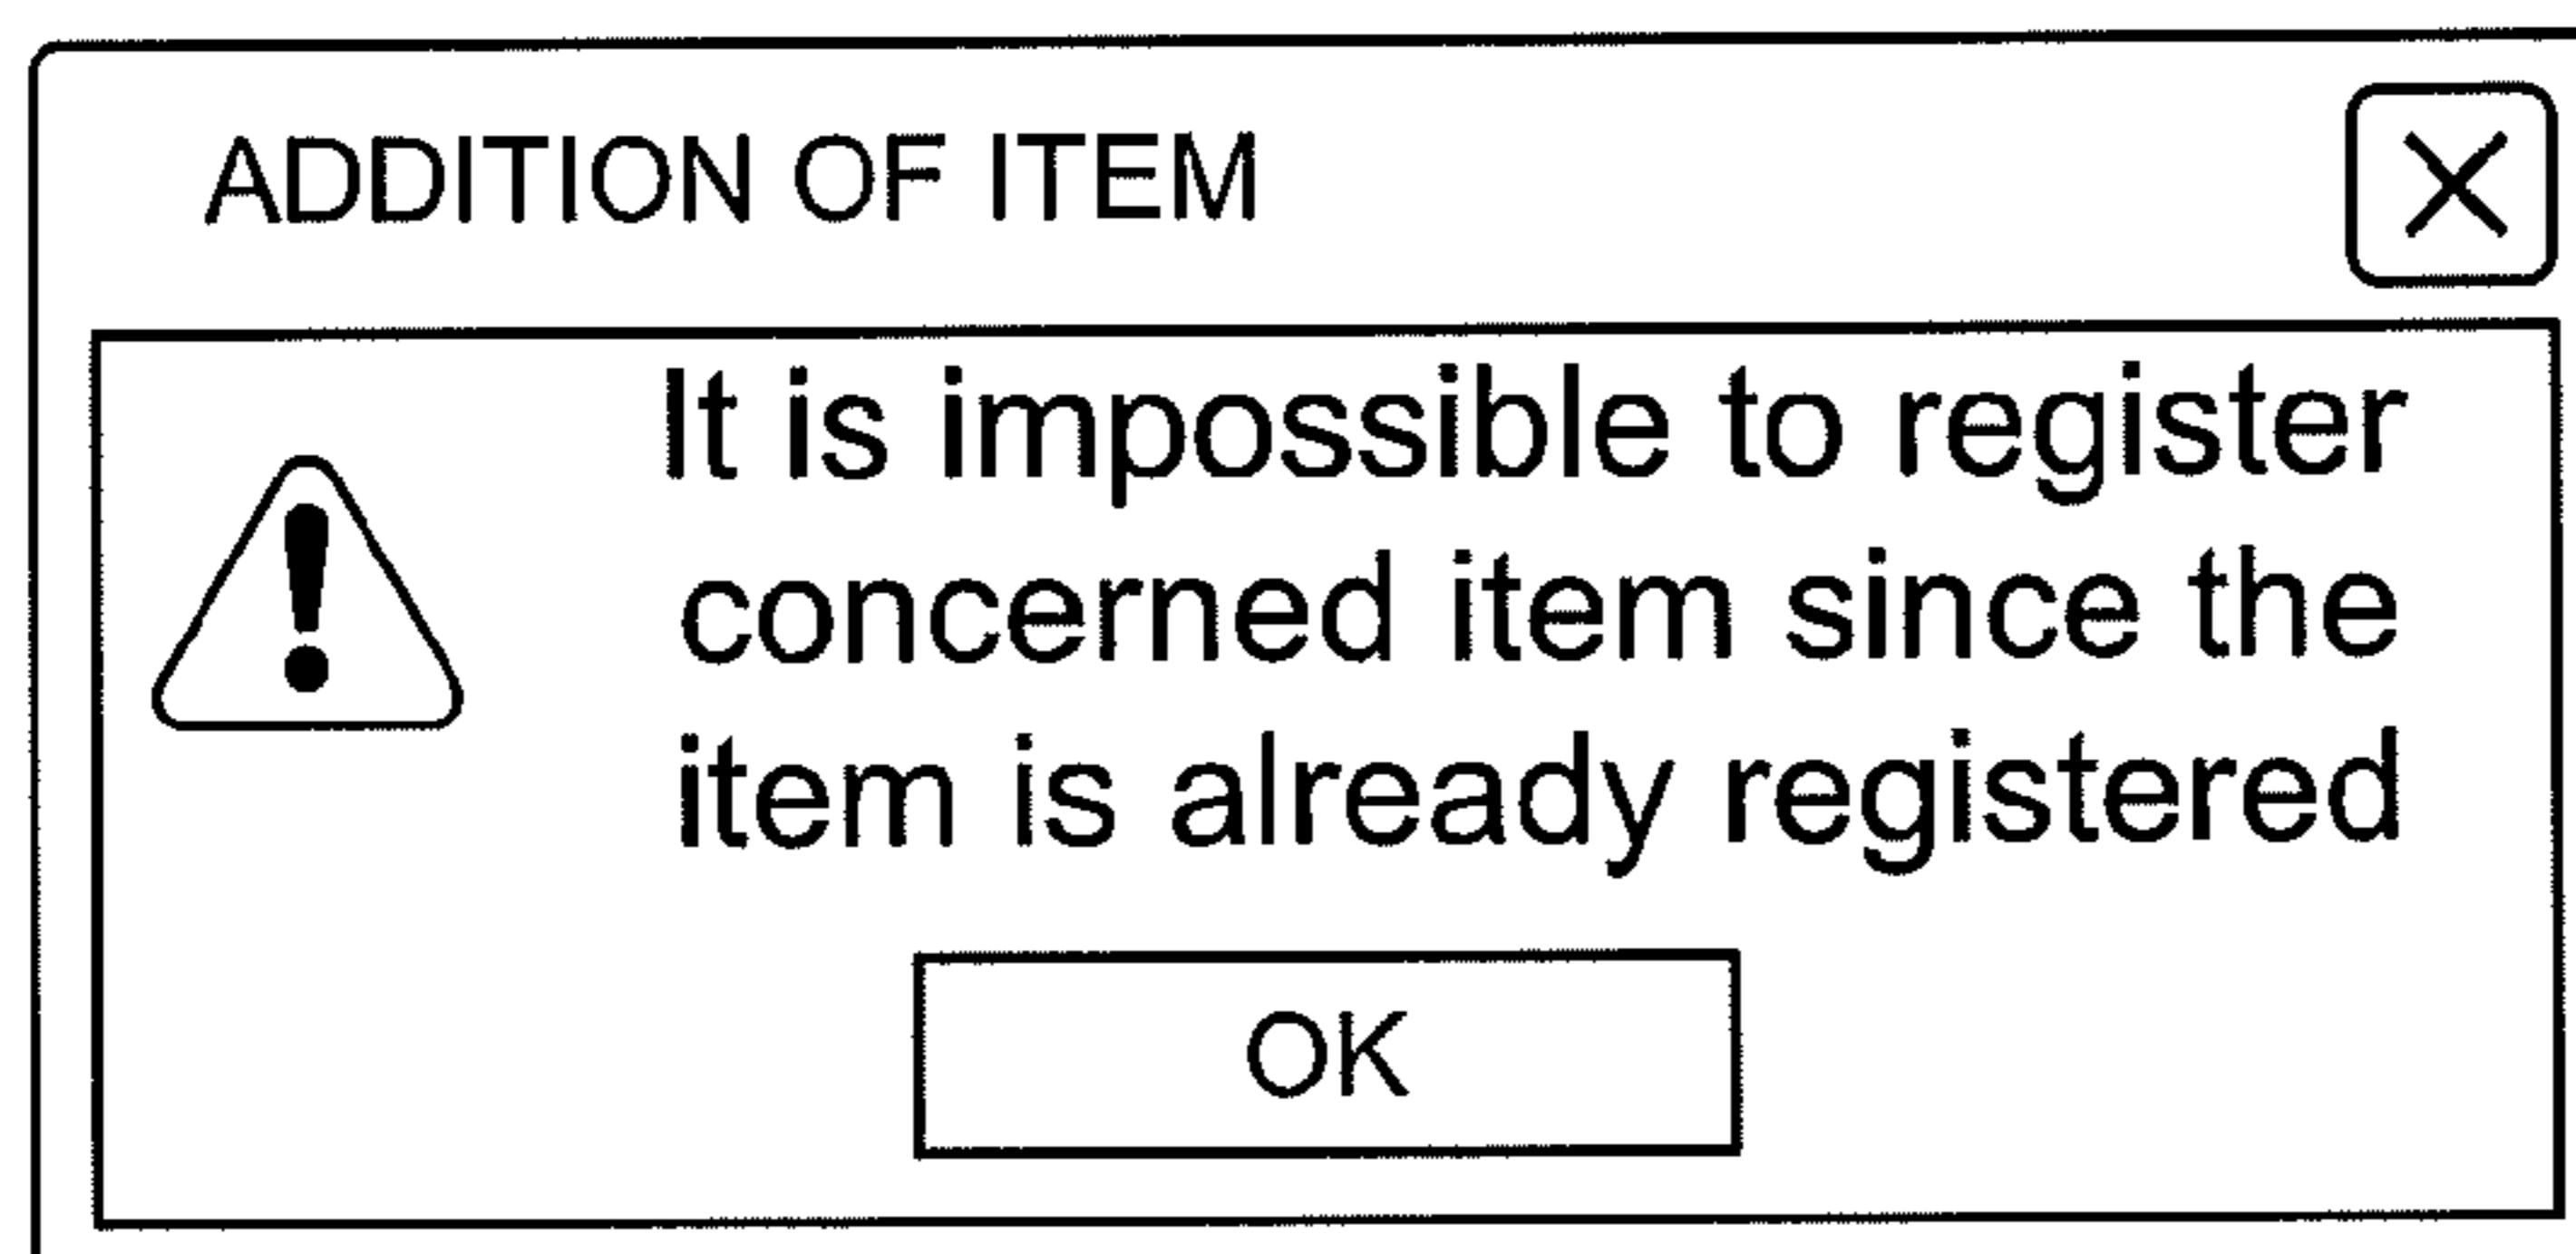 ADDITION OF ITEM
It is impossible to register
concerned item since the
item is already registered
OK